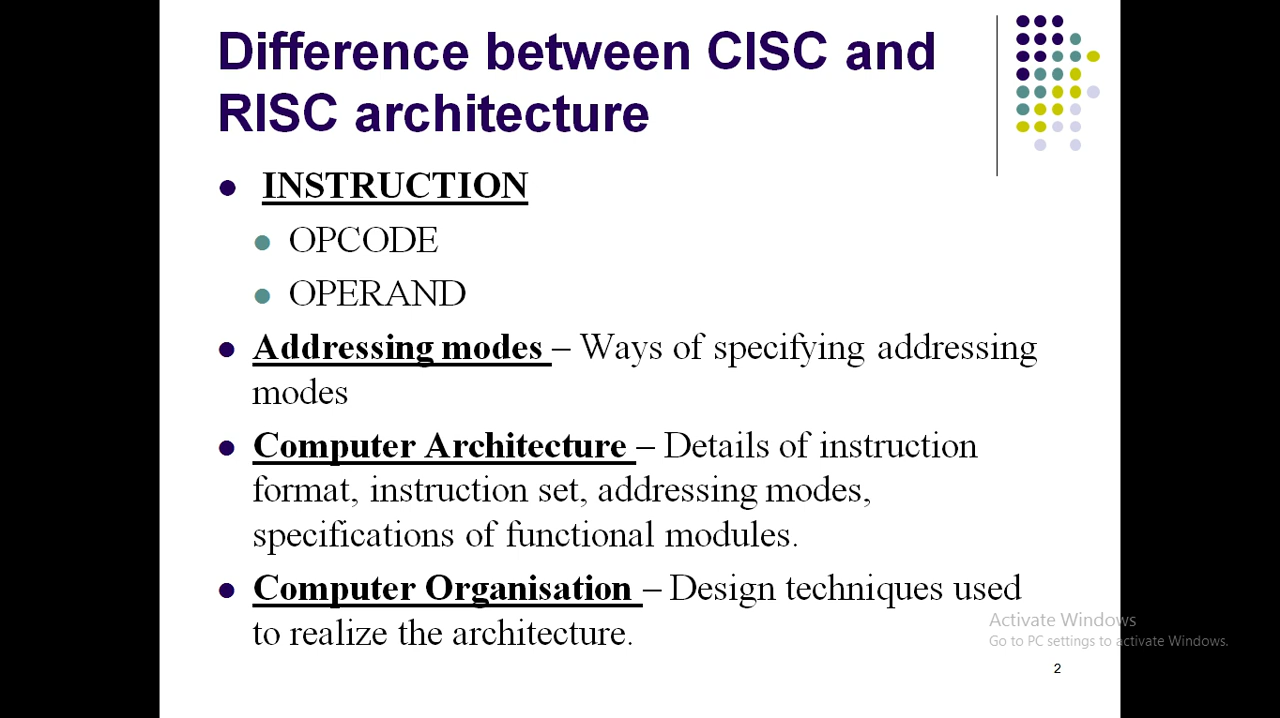 Difference between CISC and
RISC architecture
INSTRUCTION
OPCODE
OPERAND
Addressing modes – Ways of specifying addressing
modes
Computer Architecture – Details of instruction
format, instruction set, addressing modes,
specifications of functional modules.
Computer Organisation – Design techniques used
to realize the architecture.
Activate Windows
Go to PC settings to activate Windows.
2